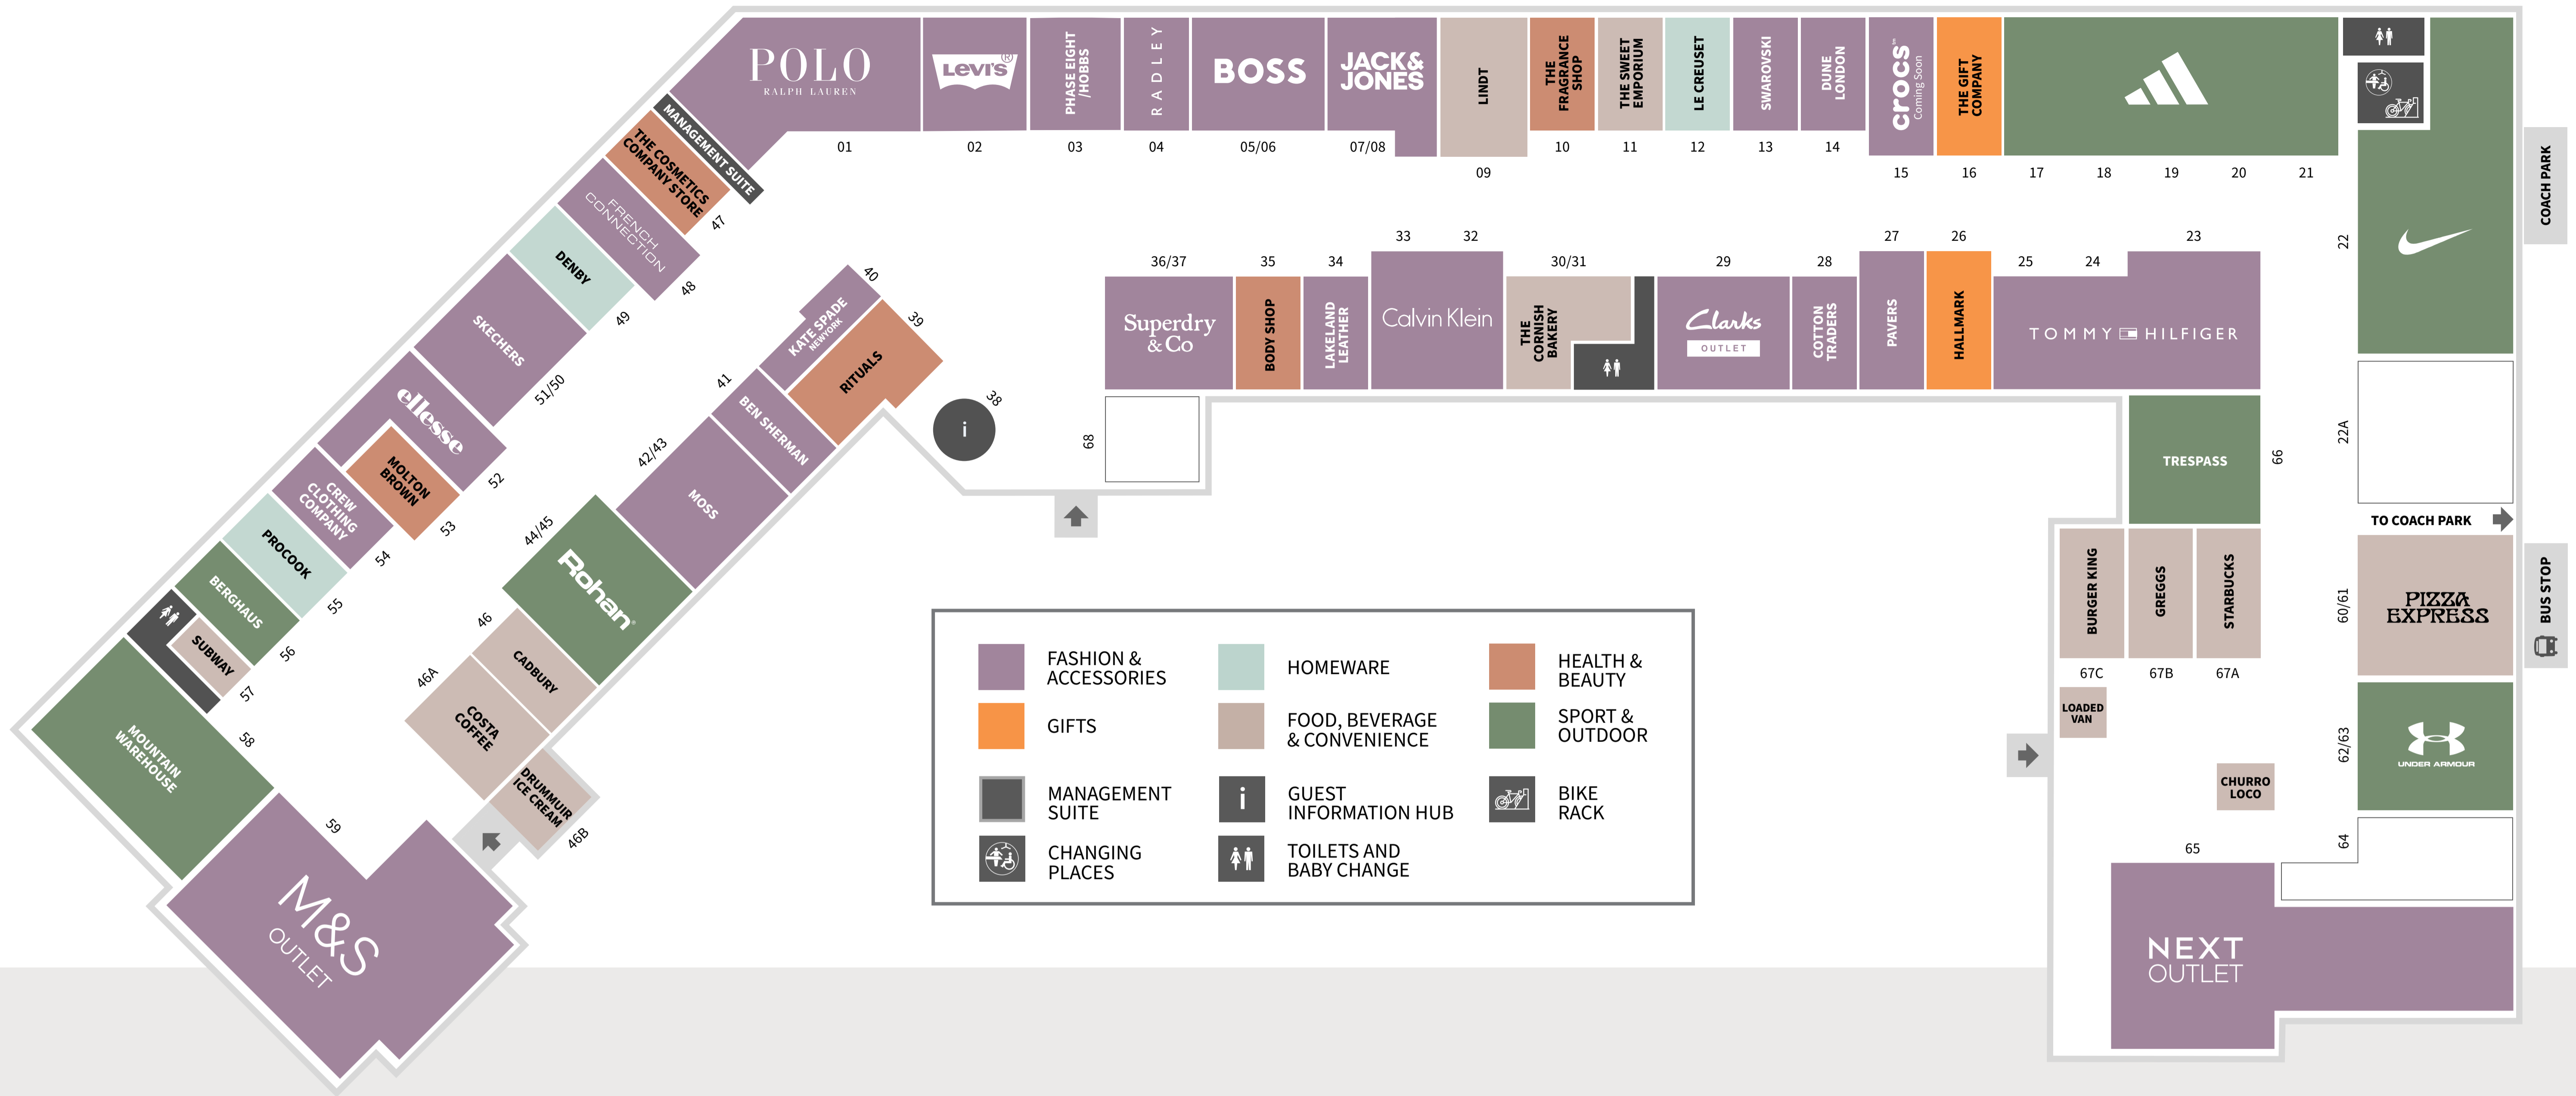 POLO
RALPH LAUREN
LEVI'S®
PHASE EIGHT
/HOBBS
RADLEY
BOSS
JACK&
JONES
LINDT
THE
FRAGRANCE
SHOP
THE SWEET
EMPORIUM
LE CREUSET
SWAROVSKI
DUNE
LONDON
crocs™
Coming Soon
THE GIFT
COMPANY
01
02
03
04
05/06
07/08
09
10
11
12
13
14
15
16
17
18
19
20
21
COACH PARK
22
22A
TO COACH PARK
PIZZA
EXPRESS
60/61
BUS STOP
UNDER ARMOUR
62/63
64
MANAGEMENT SUITE
THE COSMETICS
COMPANY STORE
47
FRENCH
CONNECTION
48
DENBY
49
SKECHERS
51/50
ellesse
52
MOLTON
BROWN
53
CREW
CLOTHING
COMPANY
54
PROCOOK
55
BERGHAUS
56
SUBWAY
57
MOUNTAIN
WAREHOUSE
58
M&S
OUTLET
59
40
KATE SPADE
NEW YORK
39
RITUALS
41
BEN SHERMAN
42/43
MOSS
44/45
Rohan®
46
CADBURY
46A
COSTA
COFFEE
DRUMMUIR
ICE CREAM
46B
i
38
36/37
Superdry
& Co
35
BODY SHOP
34
LAKELAND
LEATHER
33
32
Calvin Klein
30/31
THE
CORNISH
BAKERY
29
Clarks
OUTLET
28
COTTON
TRADERS
27
PAVERS
26
HALLMARK
25
24
23
TOMMY HILFIGER
68
TRESPASS
66
BURGER KING
GREGGS
STARBUCKS
67C
67B
67A
LOADED
VAN
CHURRO
LOCO
65
NEXT
OUTLET
FASHION &
ACCESSORIES
HOMEWARE
HEALTH &
BEAUTY
GIFTS
FOOD, BEVERAGE
& CONVENIENCE
SPORT &
OUTDOOR
MANAGEMENT
SUITE
i
GUEST
INFORMATION HUB
BIKE
RACK
CHANGING
PLACES
TOILETS AND
BABY CHANGE